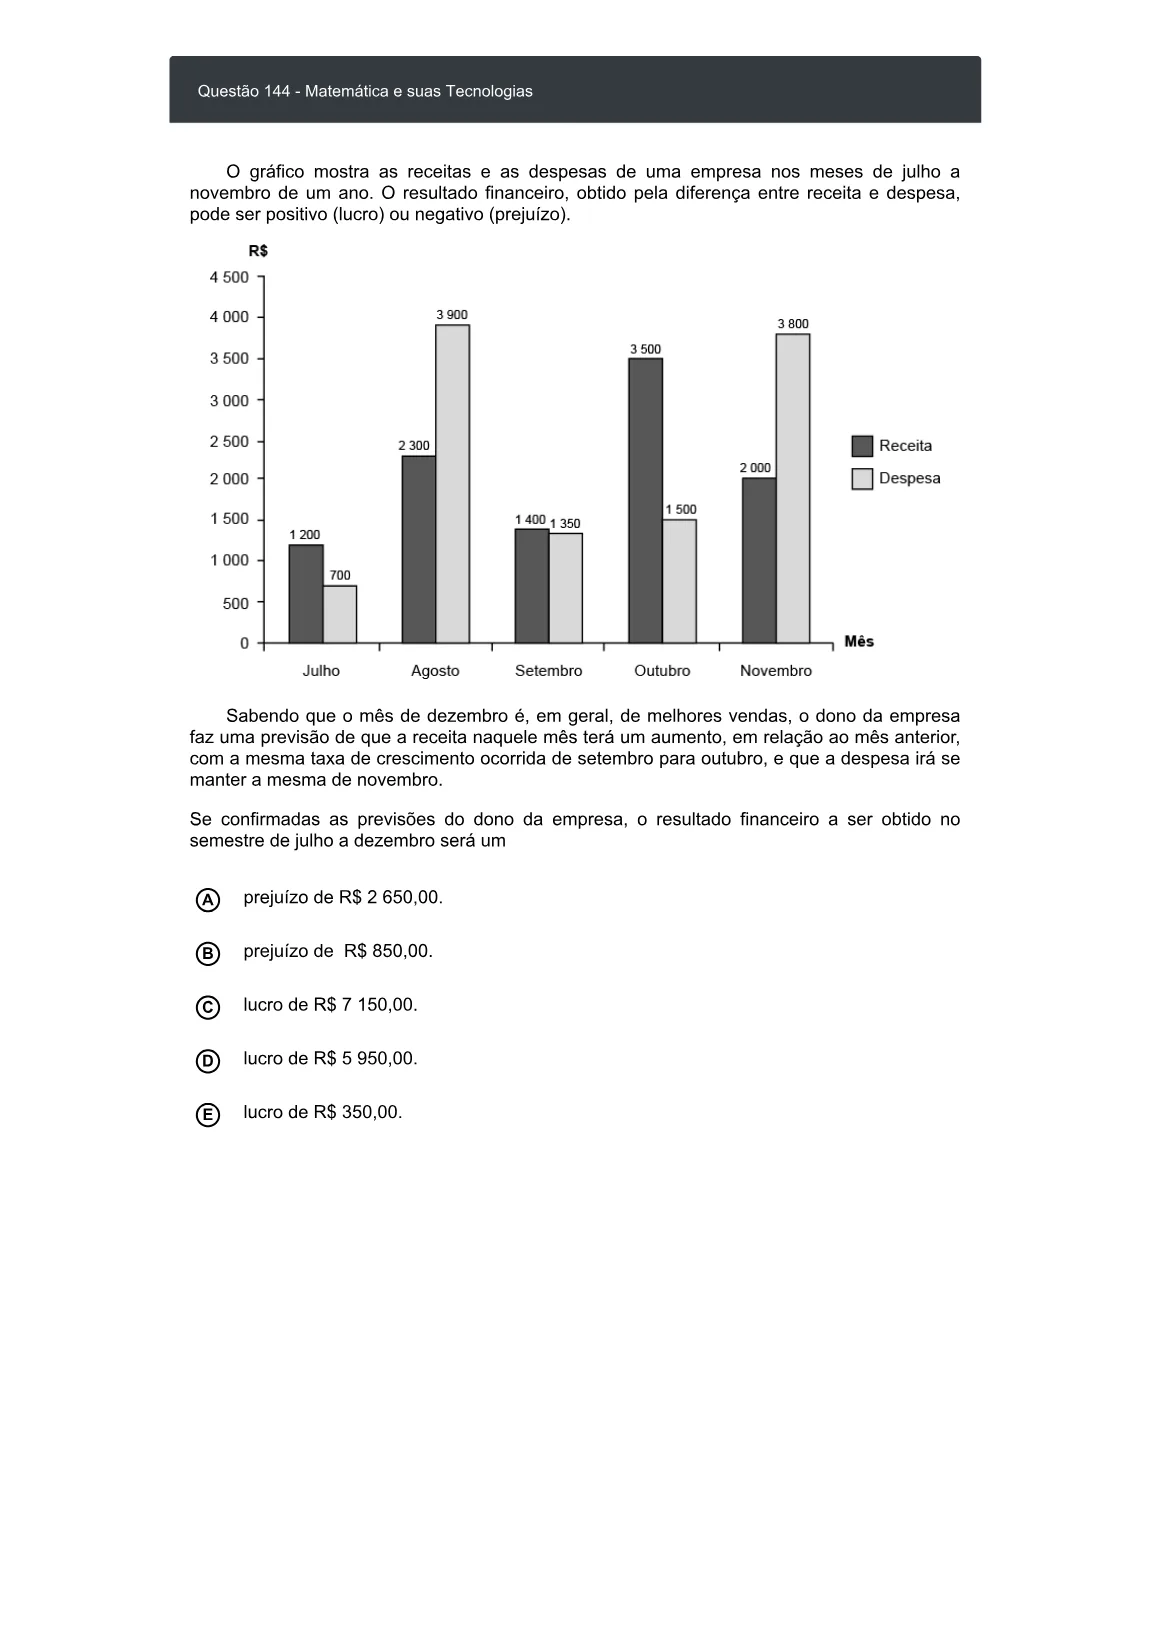 Questão 144 - Matemática e suas Tecnologias
O gráfico mostra as receitas e as despesas de uma empresa nos meses de julho a
novembro de um ano. O resultado financeiro, obtido pela diferença entre receita e despesa,
pode ser positivo (lucro) ou negativo (prejuízo).
R$
4 500
4 000
3 500
3 000
2 500
2 000
1 500
1 000
500
0
1 200
700
2 300
3 900
1 400
1 350
3 500
1 500
2 000
3 800
Receita
Despesa
Mês
Julho
Agosto
Setembro
Outubro
Novembro
Sabendo que o mês de dezembro é, em geral, de melhores vendas, o dono da empresa
faz uma previsão de que a receita naquele mês terá um aumento, em relação ao mês anterior,
com a mesma taxa de crescimento ocorrida de setembro para outubro, e que a despesa irá se
manter a mesma de novembro.
Se confirmadas as previsões do dono da empresa, o resultado financeiro a ser obtido no
semestre de julho a dezembro será um
A prejuízo de R$ 2 650,00.
B prejuízo de R$ 850,00.
C lucro de R$ 7 150,00.
D lucro de R$ 5 950,00.
E lucro de R$ 350,00.